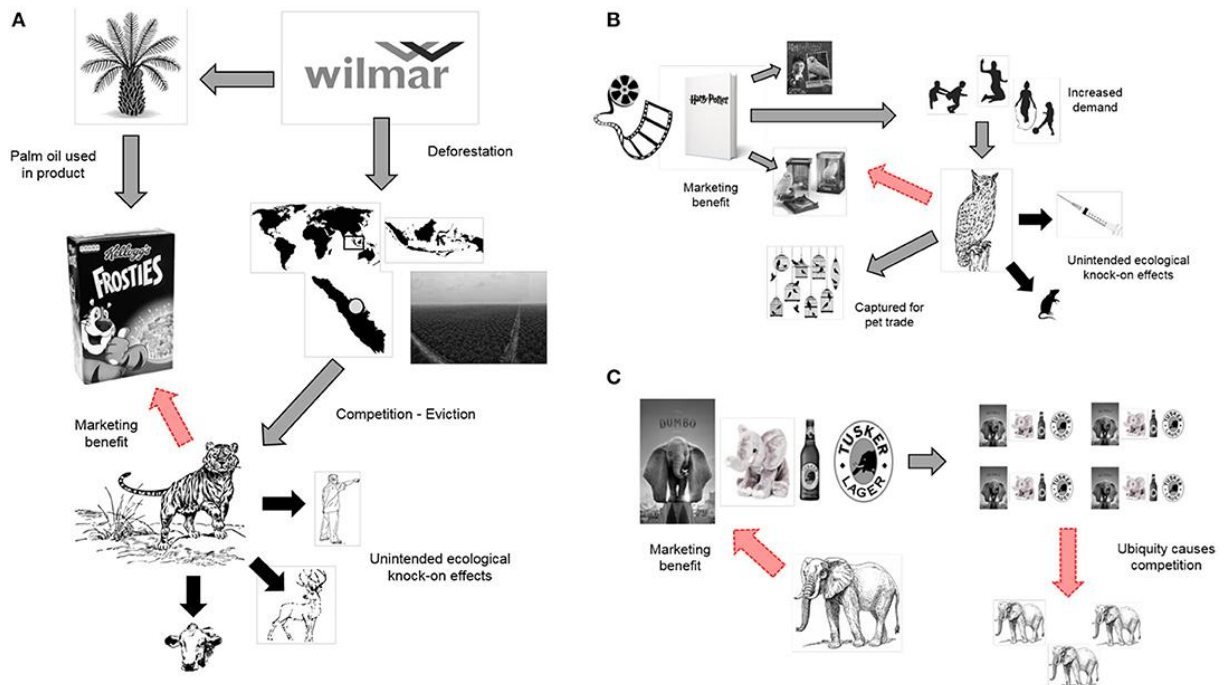 A
wilmar
Palm oil used
in product
Deforestation
Kellogg's
FROSTIES
Marketing
benefit
Competition - Eviction
Unintended ecological
knock-on effects
B
Harry Potter
Marketing
benefit
Increased
demand
Unintended ecological
knock-on effects
Captured for
pet trade
C
DUMBO
TUSKER
LAGER
Marketing
benefit
Ubiquity causes
competition